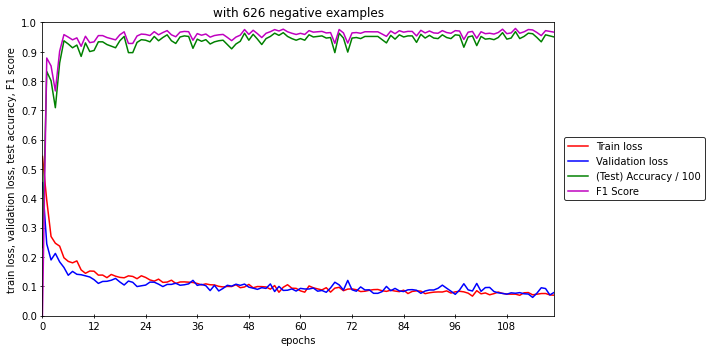 with 626 negative examples
train loss, validation loss, test accuracy, F1 score
1.0
0.9
0.8
0.7
0.6
0.5
0.4
0.3
0.2
0.1
0.0
0 12 24 36 48 60 72 84 96 108
epochs
Train loss
Validation loss
(Test) Accuracy / 100
F1 Score